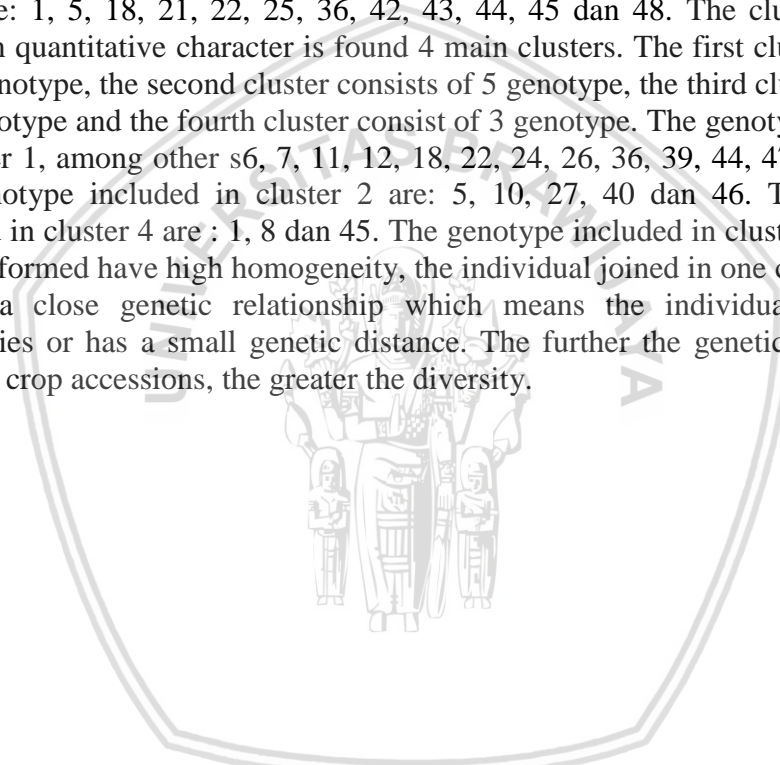 e: 1, 5, 18, 21, 22, 25, 36, 42, 43, 44, 45 dan 48. The clu
n quantitative character is found 4 main clusters. The first clu
notype, the second cluster consists of 5 genotype, the third clu
otype and the fourth cluster consist of 3 genotype. The genoty
er 1, among other s6, 7, 11, 12, 18, 22, 24, 26, 36, 39, 44, 4
notype included in cluster 2 are: 5, 10, 27, 40 dan 46. T
l in cluster 4 are : 1, 8 dan 45. The genotype included in clust
formed have high homogeneity, the individual joined in one c
a close genetic relationship which means the individua
ies or has a small genetic distance. The further the genetic
crop accessions, the greater the diversity.
UNIVERSITAS BRAWIJAYA